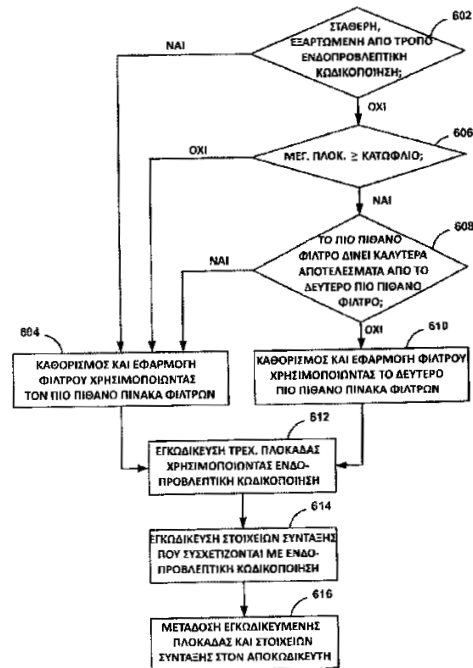 602
ΣΤΑΘΕΡΗ,
ΕΞΑΡΤΩΜΕΝΗ ΑΠΟ ΤΡΟΠΟ
ΕΝΔΟΠΡΟΒΛΕΠΤΙΚΗ
ΚΩΔΙΚΟΠΟΙΗΣΗ;
ΝΑΙ
ΟΧΙ
606
ΜΕΓ. ΠΛΟΚ. ≥ ΚΑΤΩΦΛΙΟ;
ΟΧΙ
ΝΑΙ
608
ΤΟ ΠΙΟ ΠΙΘΑΝΟ
ΦΙΛΤΡΟ ΔΙΝΕΙ ΚΑΛΥΤΕΡΑ
ΑΠΟΤΕΛΕΣΜΑΤΑ ΑΠΟ ΤΟ
ΔΕΥΤΕΡΟ ΠΙΟ ΠΙΘΑΝΟ
ΦΙΛΤΡΟ;
ΝΑΙ
ΟΧΙ
604
ΚΑΘΟΡΙΣΜΟΣ ΚΑΙ ΕΦΑΡΜΟΓΗ
ΦΙΛΤΡΟΥ ΧΡΗΣΙΜΟΠΟΙΩΝΤΑΣ
ΤΟΝ ΠΙΟ ΠΙΘΑΝΟ ΠΙΝΑΚΑ ΦΙΛΤΡΩΝ
610
ΚΑΘΟΡΙΣΜΟΣ ΚΑΙ ΕΦΑΡΜΟΓΗ ΦΙΛΤΡΟΥ
ΧΡΗΣΙΜΟΠΟΙΩΝΤΑΣ ΤΟ ΔΕΥΤΕΡΟ
ΠΙΟ ΠΙΘΑΝΟ ΠΙΝΑΚΑ ΦΙΛΤΡΩΝ
612
ΕΓΚΩΔΙΚΕΥΣΗ ΤΡΕΧ. ΠΛΟΚΑΔΑΣ
ΧΡΗΣΙΜΟΠΟΙΩΝΤΑΣ ΕΝΔΟ-
ΠΡΟΒΛΕΠΤΙΚΗ ΚΩΔΙΚΟΠΟΙΗΣΗ
614
ΕΓΚΩΔΙΚΕΥΣΗ ΣΤΟΙΧΕΙΩΝ ΣΥΝΤΑΞΗΣ
ΠΟΥ ΣΥΣΧΕΤΙΖΟΝΤΑΙ ΜΕ ΕΝΔΟ-
ΠΡΟΒΛΕΠΤΙΚΗ ΚΩΔΙΚΟΠΟΙΗΣΗ
616
ΜΕΤΑΔΟΣΗ ΕΓΚΩΔΙΚΕΥΜΕΝΗΣ
ΠΛΟΚΑΔΑΣ ΚΑΙ ΣΤΟΙΧΕΙΩΝ
ΣΥΝΤΑΞΗΣ ΣΤΟΝ ΑΠΟΚΩΔΙΚΕΥΤΗ